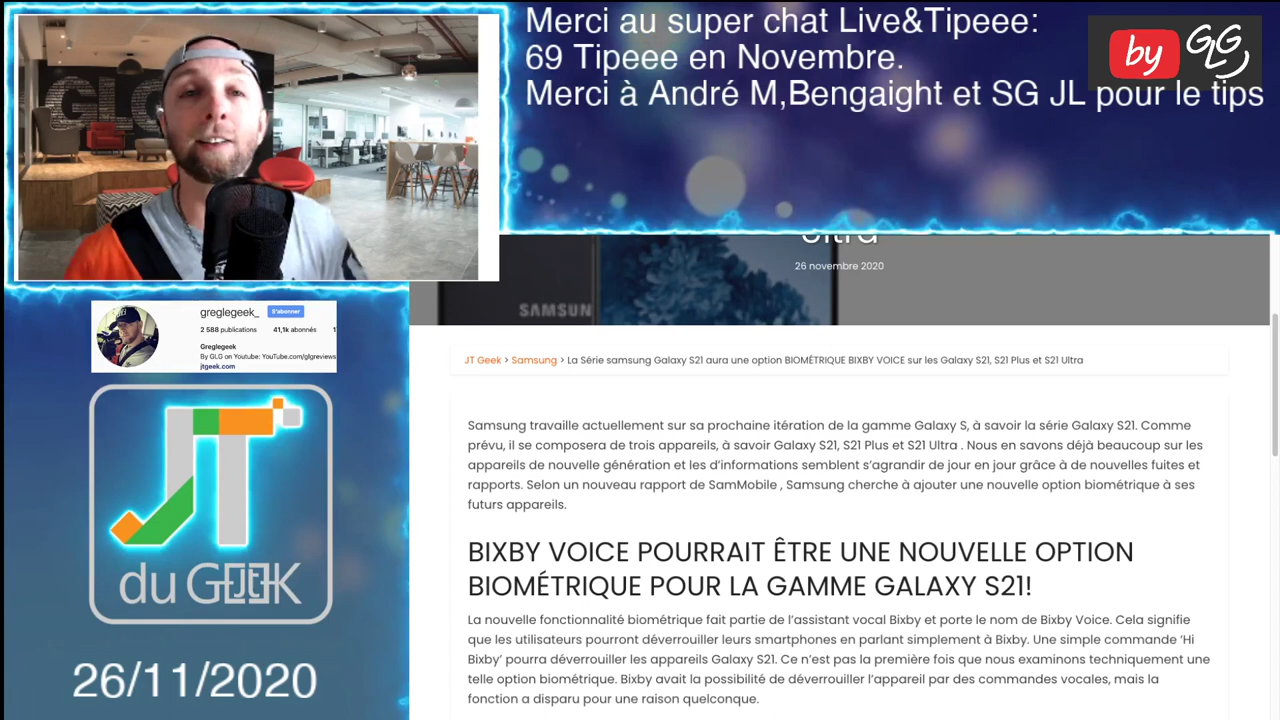 Merci au super chat Live&Tipeee:
69 Tipeee en Novembre.
Merci à André M,Bengaight et SG JL pour le tips
by GLG
Ultra
26 novembre 2020
SAMSUNG
greglegeek_ S'abonner
2 588 publications 41,1k abonnés 1
Greglegeek
By GLG on Youtube: YouTube.com/glgreviews
jtgeek.com
JT
du GEEK
26/11/2020
JT Geek > Samsung > La Série samsung Galaxy S21 aura une option BIOMÉTRIQUE BIXBY VOICE sur les Galaxy S21, S21 Plus et S21 Ultra
Samsung travaille actuellement sur sa prochaine itération de la gamme Galaxy S, à savoir la série Galaxy S21. Comme
prévu, il se composera de trois appareils, à savoir Galaxy S21, S21 Plus et S21 Ultra . Nous en savons déjà beaucoup sur les
appareils de nouvelle génération et les d'informations semblent s'agrandir de jour en jour grâce à de nouvelles fuites et
rapports. Selon un nouveau rapport de SamMobile , Samsung cherche à ajouter une nouvelle option biométrique à ses
futurs appareils.
BIXBY VOICE POURRAIT ÊTRE UNE NOUVELLE OPTION
BIOMÉTRIQUE POUR LA GAMME GALAXY S21!
La nouvelle fonctionnalité biométrique fait partie de l'assistant vocal Bixby et porte le nom de Bixby Voice. Cela signifie
que les utilisateurs pourront déverrouiller leurs smartphones en parlant simplement à Bixby. Une simple commande 'Hi
Bixby' pourra déverrouiller les appareils Galaxy S21. Ce n'est pas la première fois que nous examinons techniquement une
telle option biométrique. Bixby avait la possibilité de déverrouiller l'appareil par des commandes vocales, mais la
fonction a disparu pour une raison quelconque.